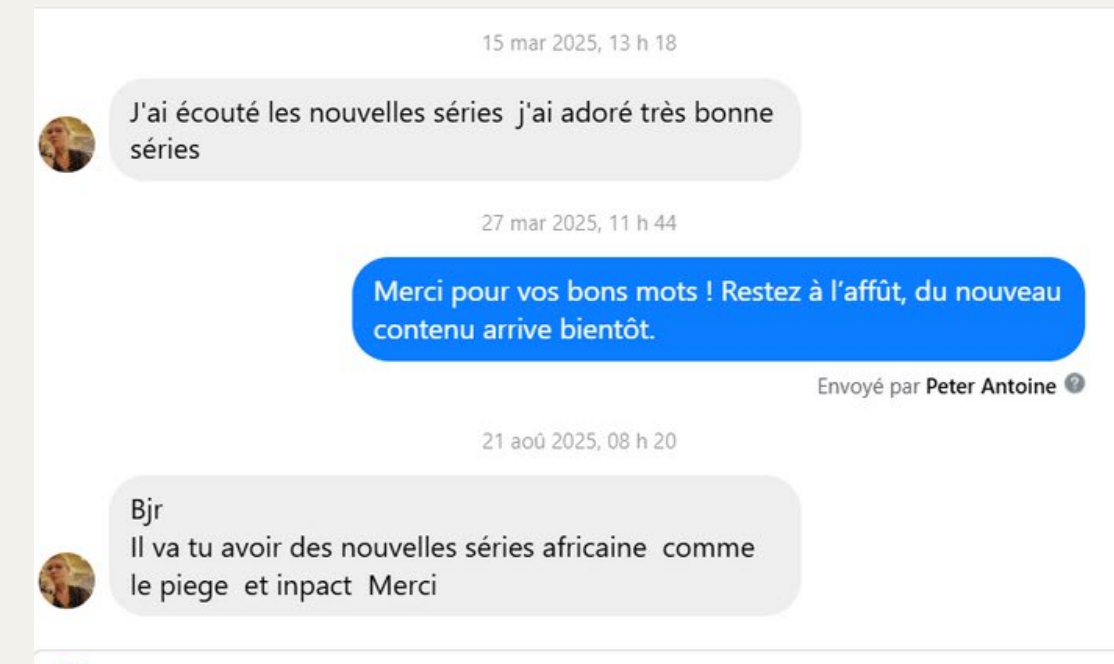 15 mar 2025, 13 h 18
J'ai écouté les nouvelles séries  j'ai adoré très bonne
séries
27 mar 2025, 11 h 44
Merci pour vos bons mots ! Restez à l’affût, du nouveau
contenu arrive bientôt.
Envoyé par Peter Antoine ?
21 aoû 2025, 08 h 20
Bjr
Il va tu avoir des nouvelles séries africaine  comme
le piege  et inpact  Merci